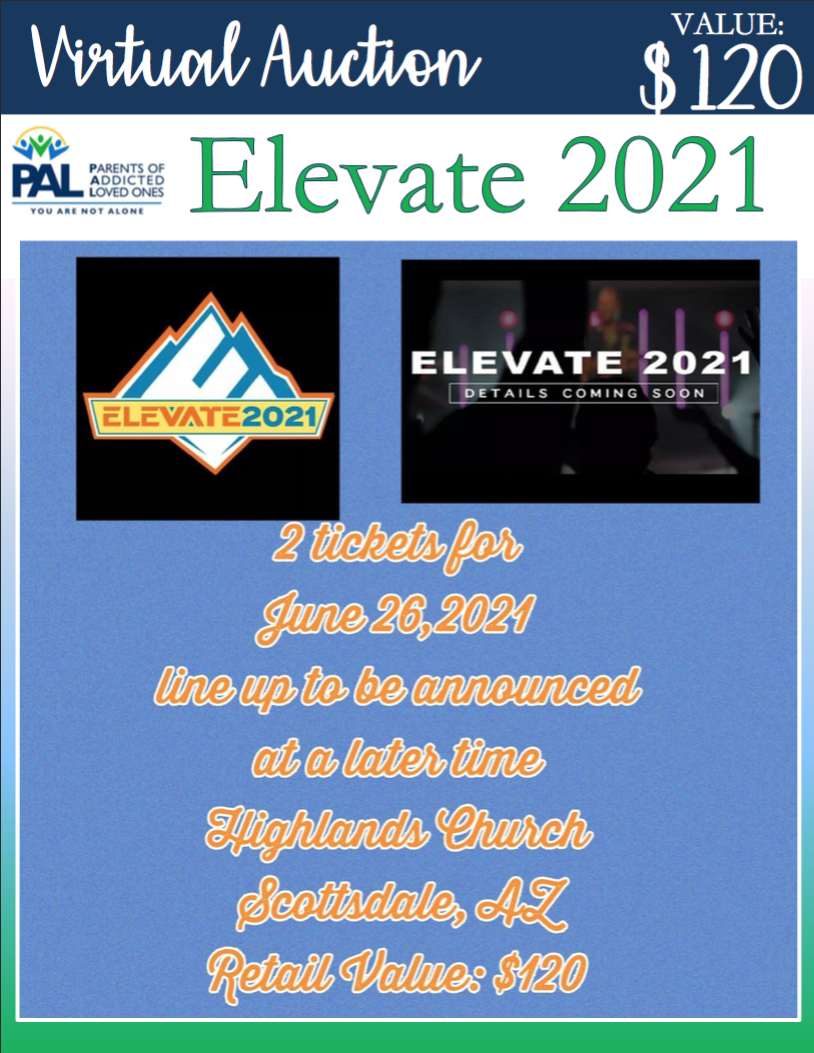 Virtual Auction
VALUE:
$120
PAL
PARENTS OF
ADDICTED
LOVED ONES
YOU ARE NOT ALONE
Elevate 2021
ELEVATE2021
ELEVATE 2021
DETAILS COMING SOON
2 tickets for
June 26,2021
line up to be announced
at a later time
Highlands Church
Scottsdale, AZ
Retail Value: $120